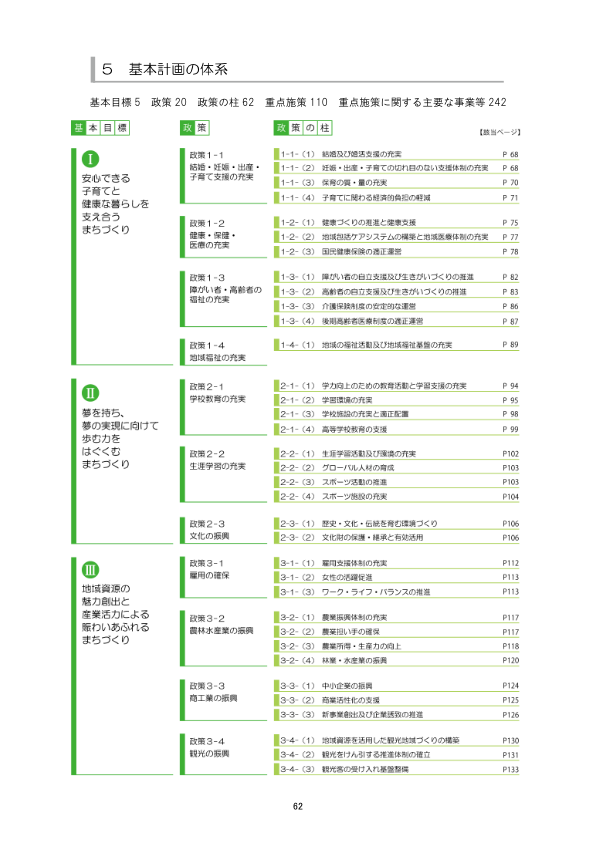 5　基本計画の体系
基本目標 5　政策 20　政策の柱 62　重点施策 110　重点施策に関する主要な事業等 242
基本目標　政策　政策の柱
【該当ページ】
Ⅰ
安心できる
子育てと
健康な暮らしを
支え合う
まちづくり
政策1-1
結婚・妊娠・出産・
子育て支援の充実
1-1-（1）　結婚及び婚活支援の充実　P 68
1-1-（2）　妊娠・出産・子育ての切れ目のない支援体制の充実　P 68
1-1-（3）　保育の質・量の充実　P 70
1-1-（4）　子育てに関わる経済的負担の軽減　P 71
政策1-2
健康・保健・
医療の充実
1-2-（1）　健康づくりの推進と健康支援　P 75
1-2-（2）　地域包括ケアシステムの構築と地域医療体制の充実　P 77
1-2-（3）　国民健康保険の適正運営　P 78
政策1-3
障がい者・高齢者の
福祉の充実
1-3-（1）　障がい者の自立支援及び生きがいづくりの推進　P 82
1-3-（2）　高齢者の自立支援及び生きがいづくりの推進　P 83
1-3-（3）　介護保険制度の安定的な運営　P 86
1-3-（4）　後期高齢者医療制度の適正運営　P 87
政策1-4
地域福祉の充実
1-4-（1）　地域の福祉活動及び地域福祉基盤の充実　P 89
Ⅱ
夢を持ち、
夢の実現に向けて
歩む力を
はぐくむ
まちづくり
政策2-1
学校教育の充実
2-1-（1）　学力向上のための教育活動と学習支援の充実　P 94
2-1-（2）　学習環境の充実　P 95
2-1-（3）　学校施設の充実と適正配置　P 98
2-1-（4）　高等学校教育の支援　P 99
政策2-2
生涯学習の充実
2-2-（1）　生涯学習活動及び環境の充実　P102
2-2-（2）　グローバル人材の育成　P103
2-2-（3）　スポーツ活動の推進　P103
2-2-（4）　スポーツ施設の充実　P104
政策2-3
文化の振興
2-3-（1）　歴史・文化・伝統を育む環境づくり　P106
2-3-（2）　文化財の保護・継承と有効活用　P106
Ⅲ
地域資源の
魅力創出と
産業活力による
賑わいあふれる
まちづくり
政策3-1
雇用の確保
3-1-（1）　雇用支援体制の充実　P112
3-1-（2）　女性の活躍促進　P113
3-1-（3）　ワーク・ライフ・バランスの推進　P113
政策3-2
農林水産業の振興
3-2-（1）　農業振興体制の充実　P117
3-2-（2）　農業担い手の確保　P117
3-2-（3）　農業所得・生産力の向上　P118
3-2-（4）　林業・水産業の振興　P120
政策3-3
商工業の振興
3-3-（1）　中小企業の振興　P124
3-3-（2）　商業活性化の支援　P125
3-3-（3）　新事業創出及び企業誘致の推進　P126
政策3-4
観光の振興
3-4-（1）　地域資源を活用した観光地域づくりの構築　P130
3-4-（2）　観光をけん引する推進体制の確立　P131
3-4-（3）　観光客の受け入れ基盤整備　P133
62